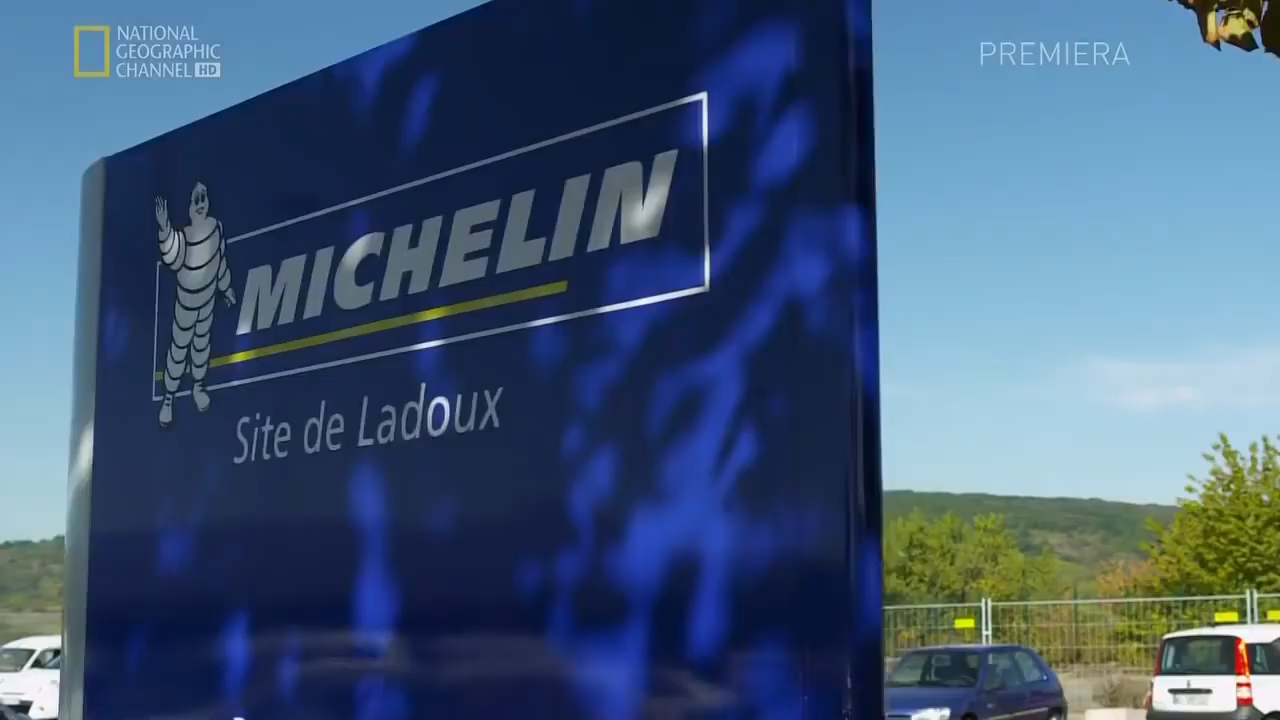 NATIONAL
GEOGRAPHIC
CHANNEL HD
PREMIERA
MICHELIN
Site de Ladoux